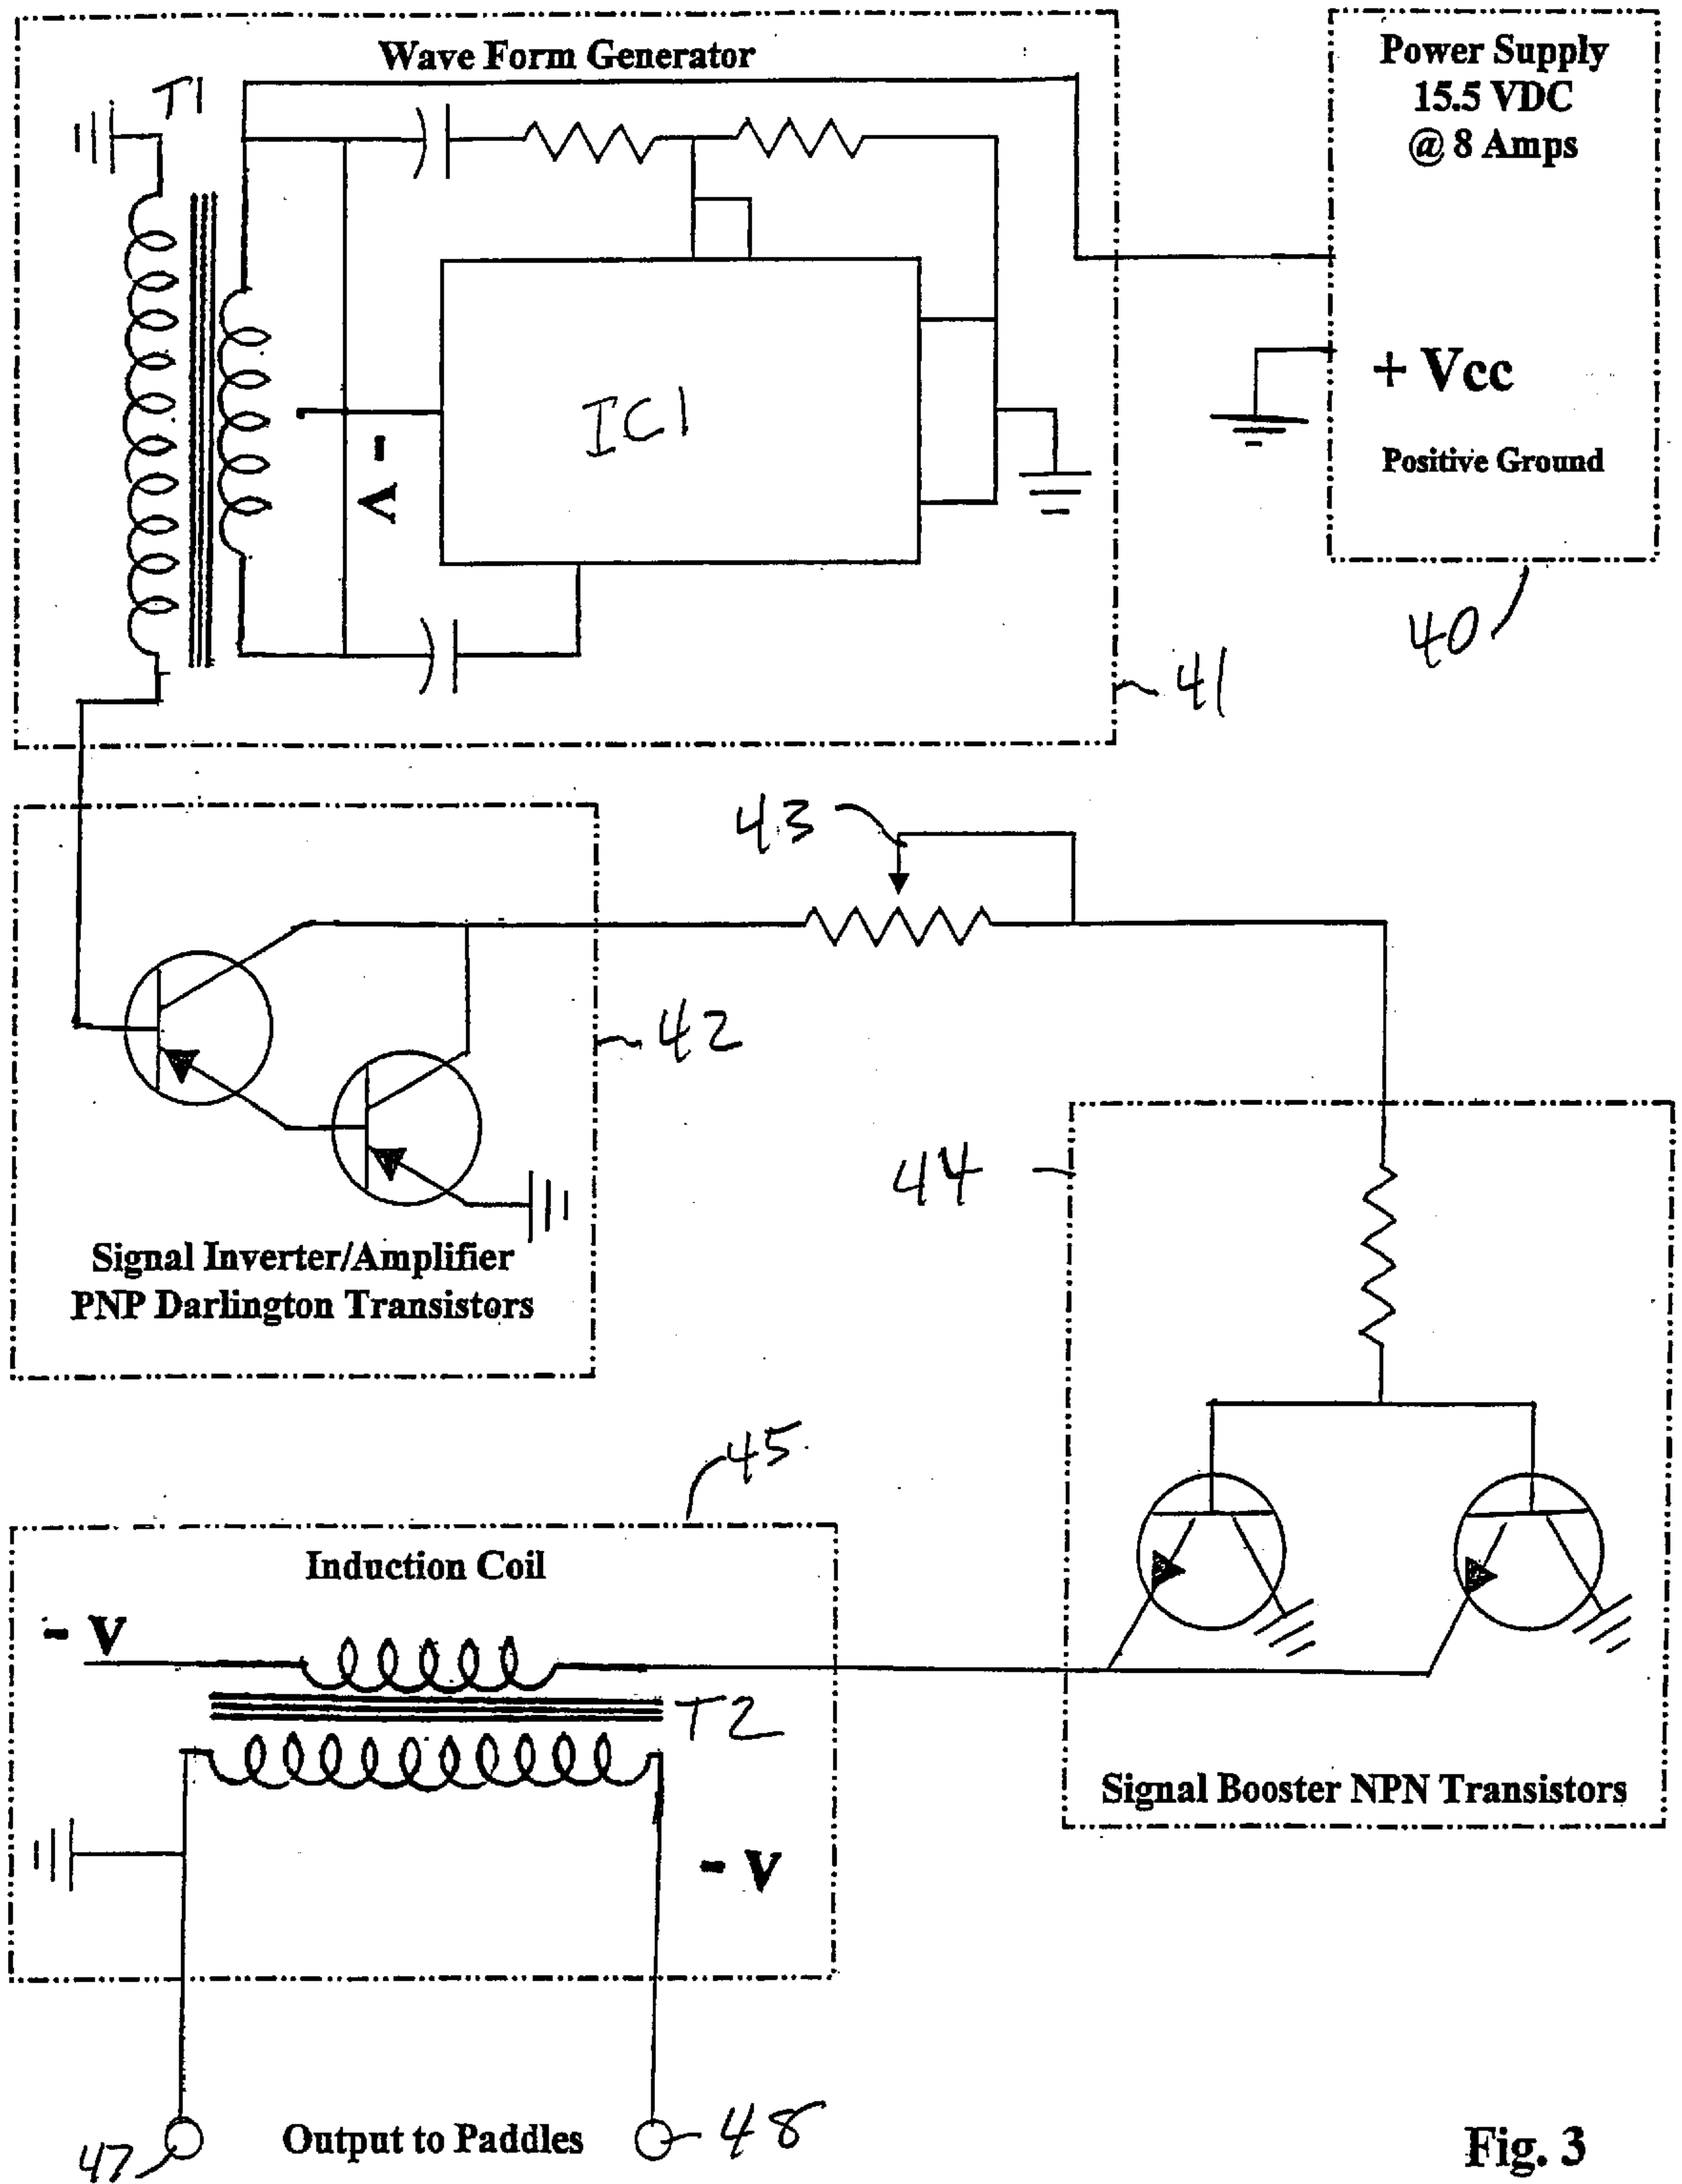 Wave Form Generator
T1
Power Supply
15.5 VDC
@ 8 Amps
+ Vcc
Positive Ground
IC1
- V
40
41
43
42
Signal Inverter/Amplifier
PNP Darlington Transistors
44
45
Induction Coil
- V
T2
Signal Booster NPN Transistors
- V
47
Output to Paddles
48
Fig. 3